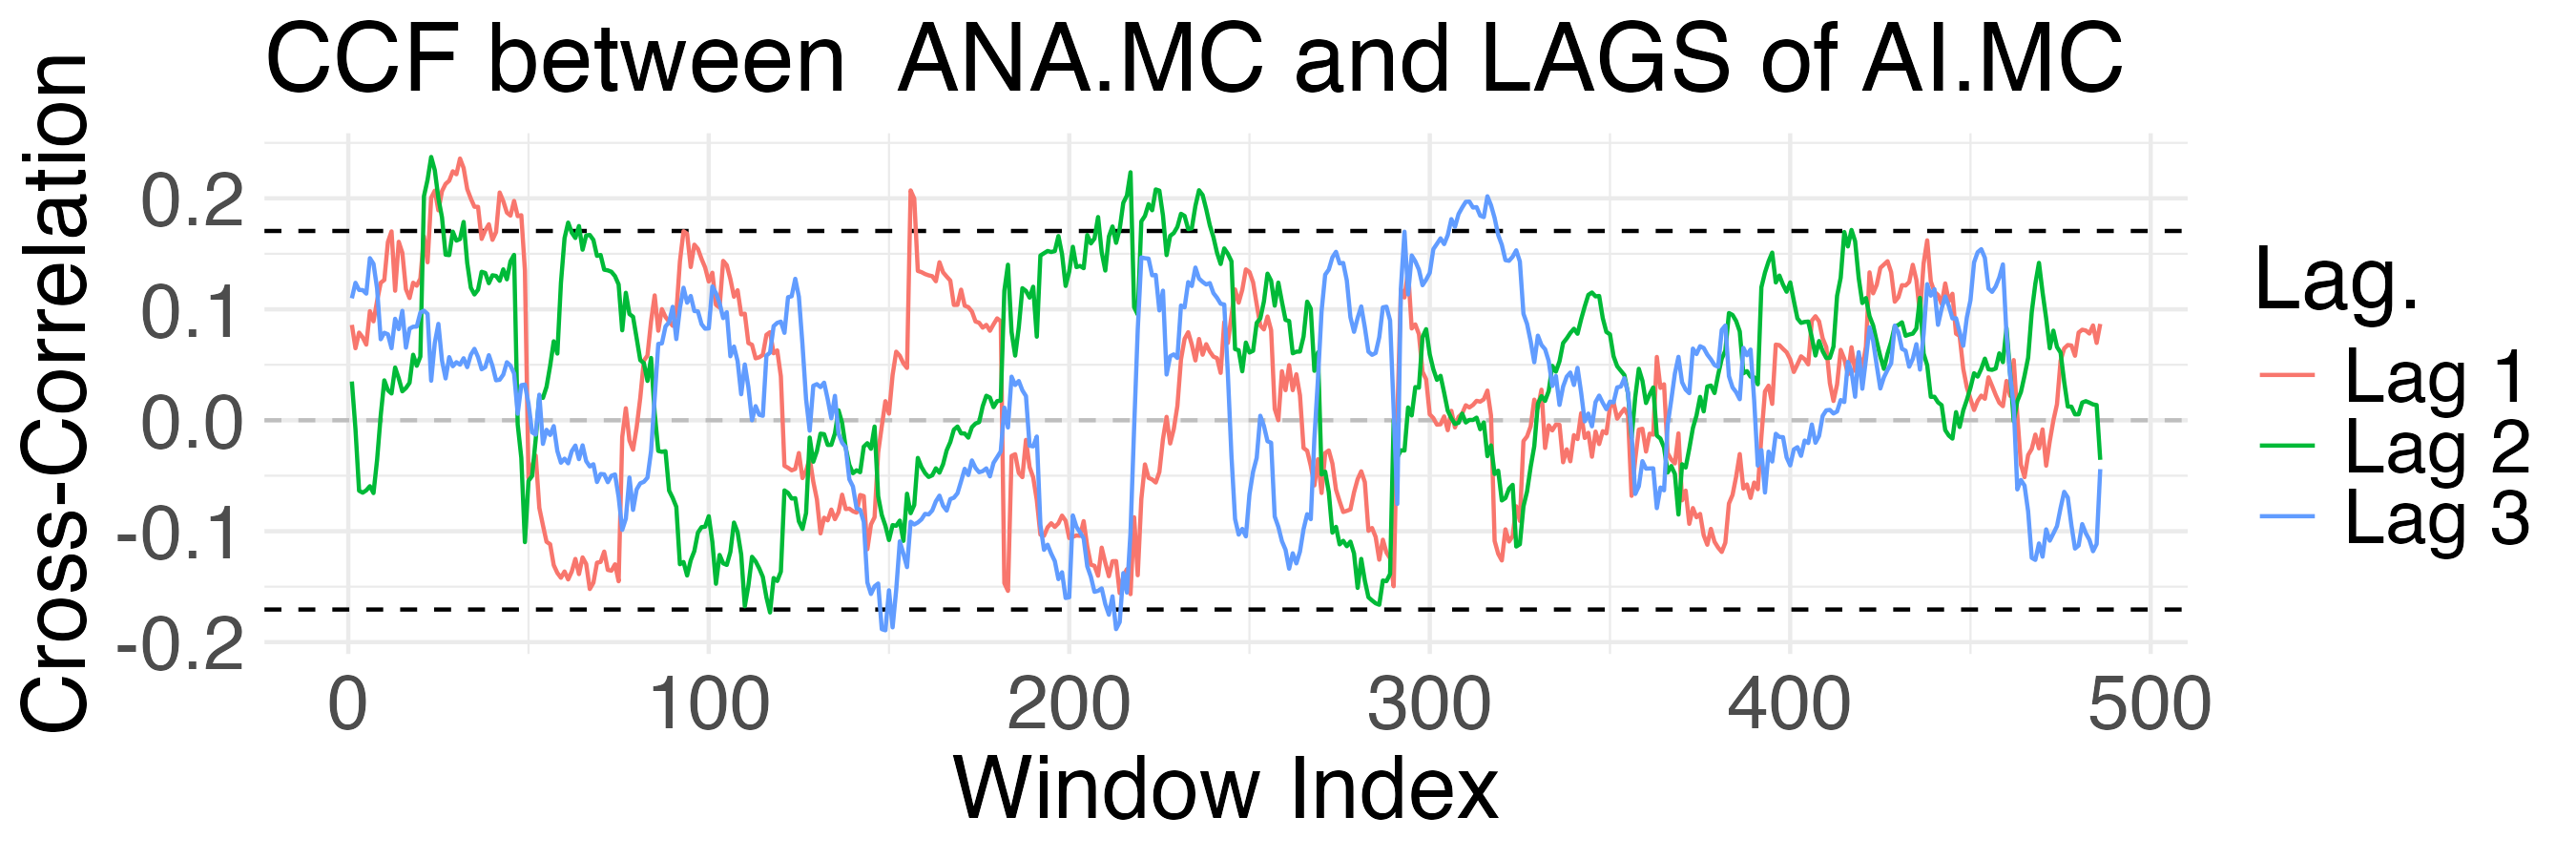 CCF between  ANA.MC and LAGS of AI.MC
Cross-Correlation
0.2
0.1
0.0
-0.1
-0.2
0 100 200 300 400 500
Window Index
Lag.
Lag 1
Lag 2
Lag 3